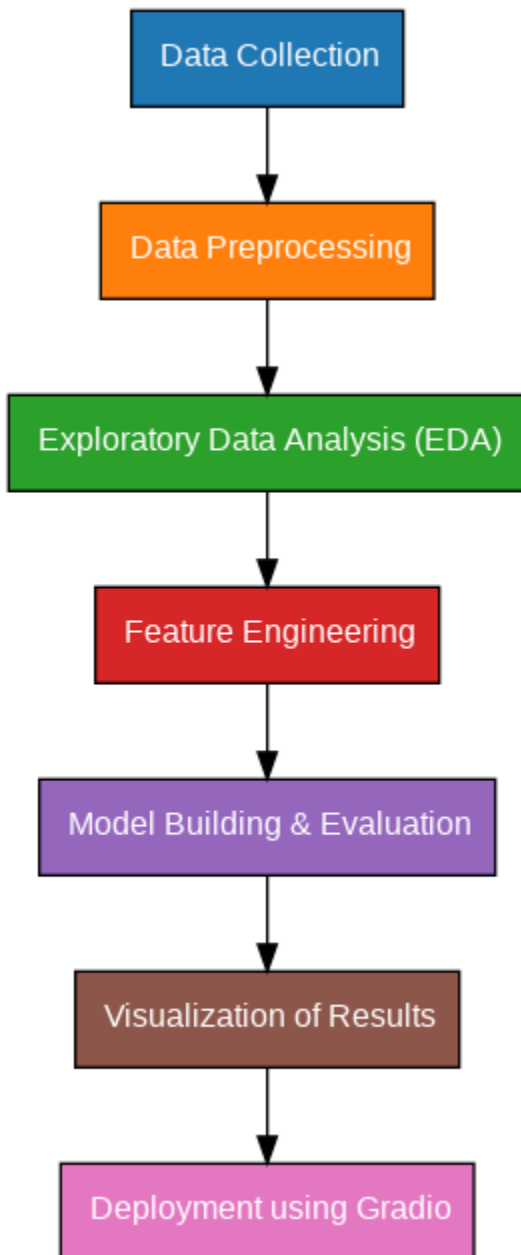 Data Collection
Data Preprocessing
Exploratory Data Analysis (EDA)
Feature Engineering
Model Building & Evaluation
Visualization of Results
Deployment using Gradio